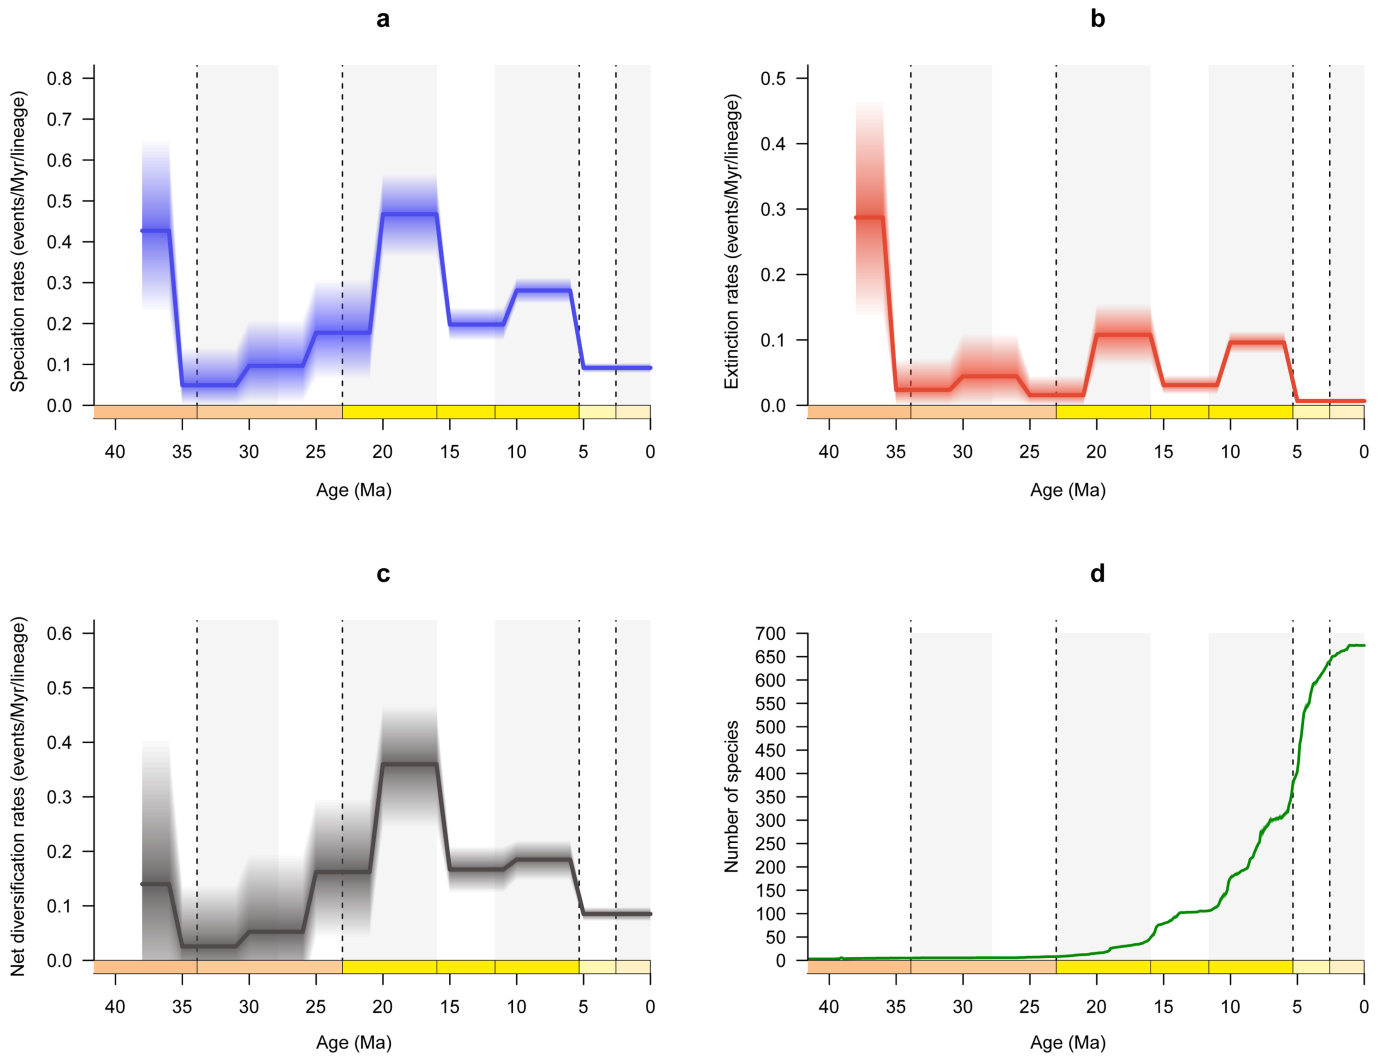 a
Speciation rates (events/Myr/lineage)
0.8
0.7
0.6
0.5
0.4
0.3
0.2
0.1
0.0
40 35 30 25 20 15 10 5 0
Age (Ma)
b
Extinction rates (events/Myr/lineage)
0.5
0.4
0.3
0.2
0.1
0.0
40 35 30 25 20 15 10 5 0
Age (Ma)
c
Net diversification rates (events/Myr/lineage)
0.6
0.5
0.4
0.3
0.2
0.1
0.0
40 35 30 25 20 15 10 5 0
Age (Ma)
d
Number of species
700
650
600
550
500
450
400
350
300
250
200
150
100
50
0
40 35 30 25 20 15 10 5 0
Age (Ma)